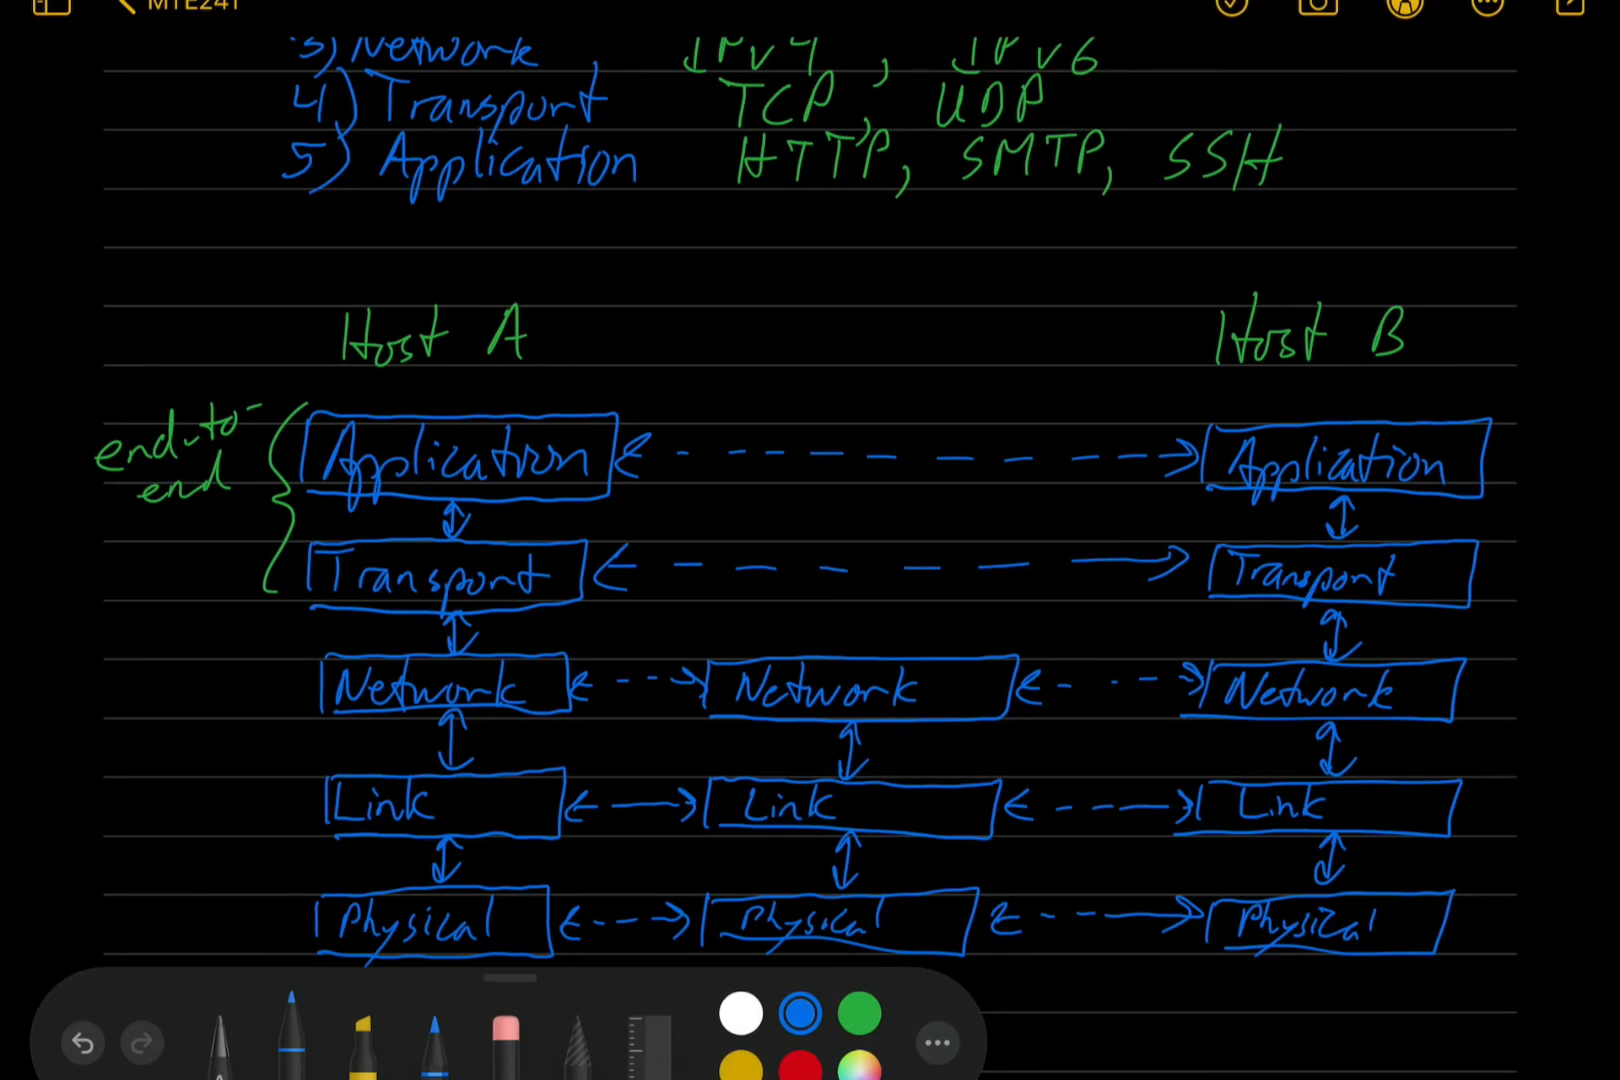 MTE241
3) Network IPv4, IPv6
4) Transport TCP, UDP
5) Application HTTP, SMTP, SSH
Host A Host B
end-to-
end
Application Application
Transport Transport
Network Network Network
Link Link Link
Physical Physical Physical